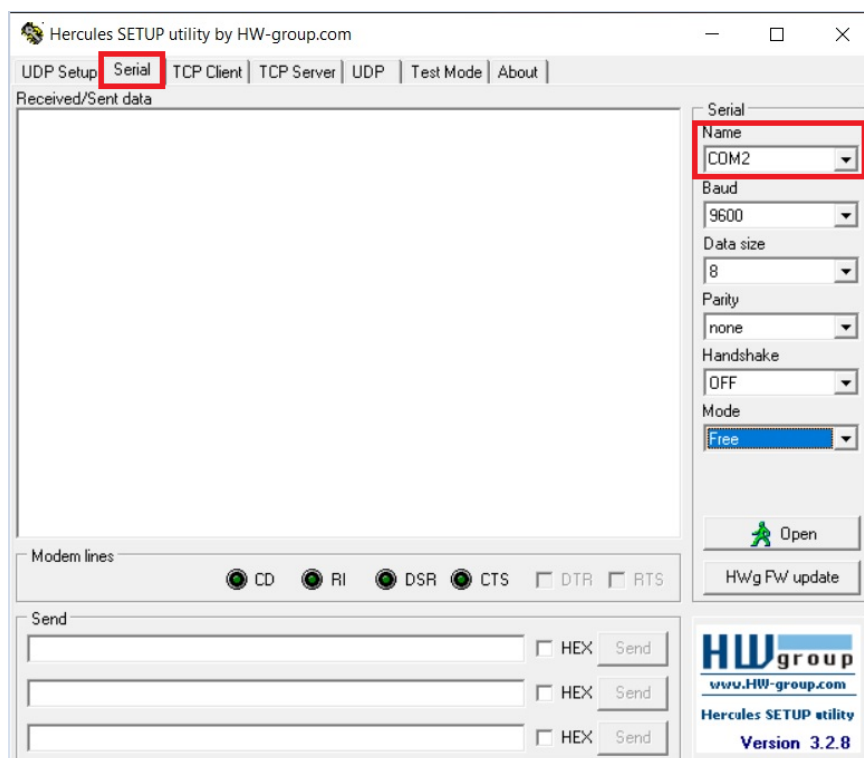 Hercules SETUP utility by HW-group.com
UDP Setup Serial TCP Client TCP Server UDP Test Mode About
Received/Sent data
Serial
Name
COM2
Baud
9600
Data size
8
Parity
none
Handshake
OFF
Mode
Free
Open
HWg FW update
Modem lines
CD RI DSR CTS DTR RTS
Send
HEX Send
HEX Send
HEX Send
HWgroup
www.HW-group.com
Hercules SETUP utility
Version 3.2.8